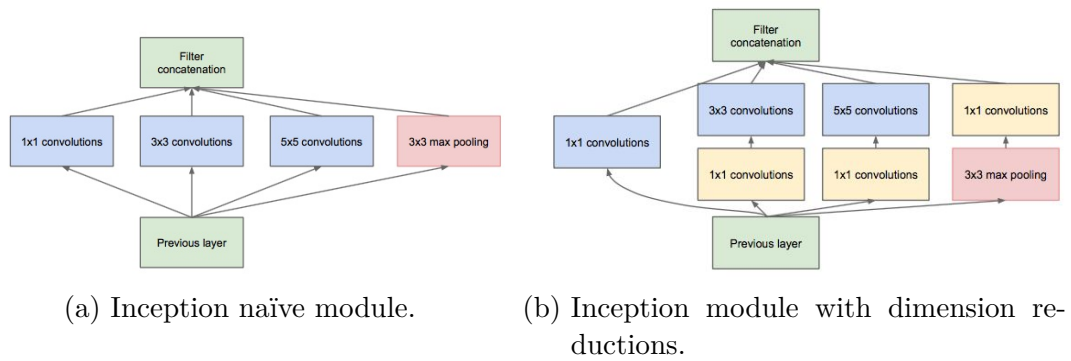 Filter
concatenation
1x1 convolutions
3x3 convolutions
5x5 convolutions
3x3 max pooling
Previous layer
(a) Inception naïve module.
Filter
concatenation
3x3 convolutions
5x5 convolutions
1x1 convolutions
1x1 convolutions
1x1 convolutions
1x1 convolutions
3x3 max pooling
Previous layer
(b) Inception module with dimension re-
ductions.